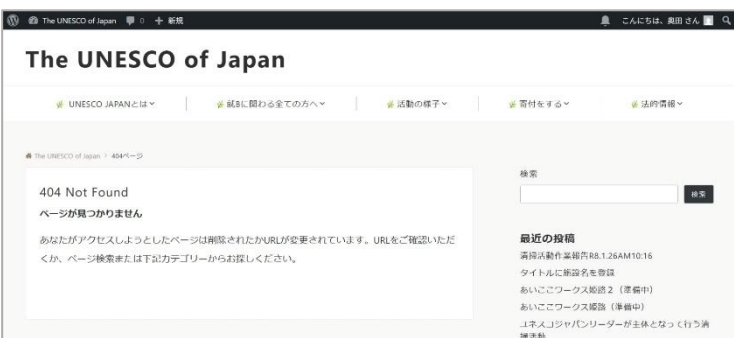 The UNESCO of Japan 0 + 新規
こんにちは、奥田 さん
The UNESCO of Japan
UNESCO JAPANとは
就Bに関わる全ての方へ
活動の様子
寄付をする
法的情報
The UNESCO of Japan > 404ページ
404 Not Found
ページが見つかりません
あなたがアクセスしようとしたページは削除されたかURLが変更されています。URLをご確認いただ
くか、ページ検索または下記カテゴリーからお探しください。
検索
検索
最近の投稿
清掃活動作業報告R8.1.26AM10:16
タイトルに施設名を登録
あいここワークス姫路２（準備中）
あいここワークス姫路（準備中）
ユネスコジャパンリーダーが主体となって行う清
掃活動